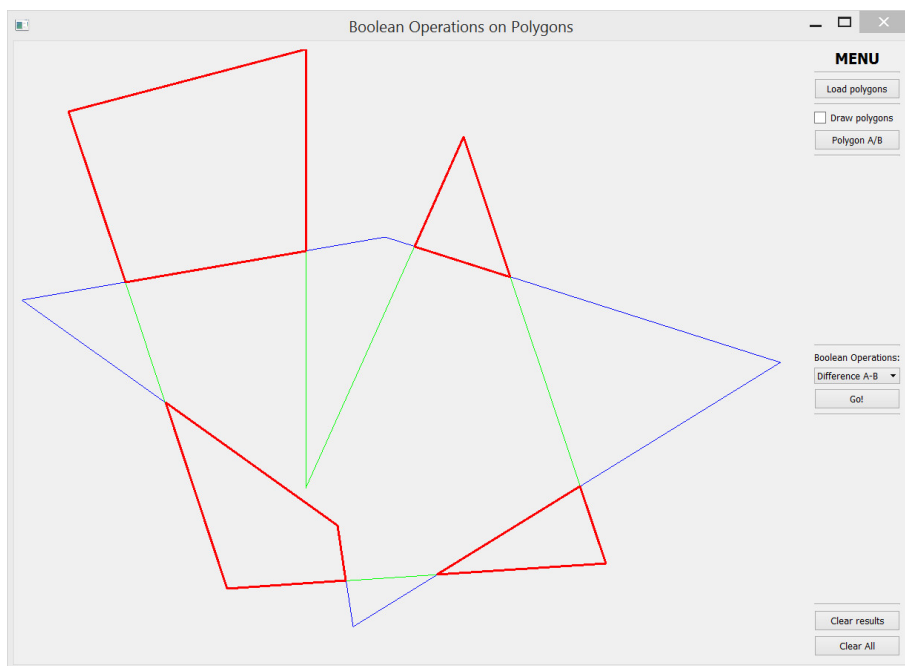 Boolean Operations on Polygons
MENU
Load polygons
Draw polygons
Polygon A/B
Boolean Operations:
Difference A-B
Go!
Clear results
Clear All